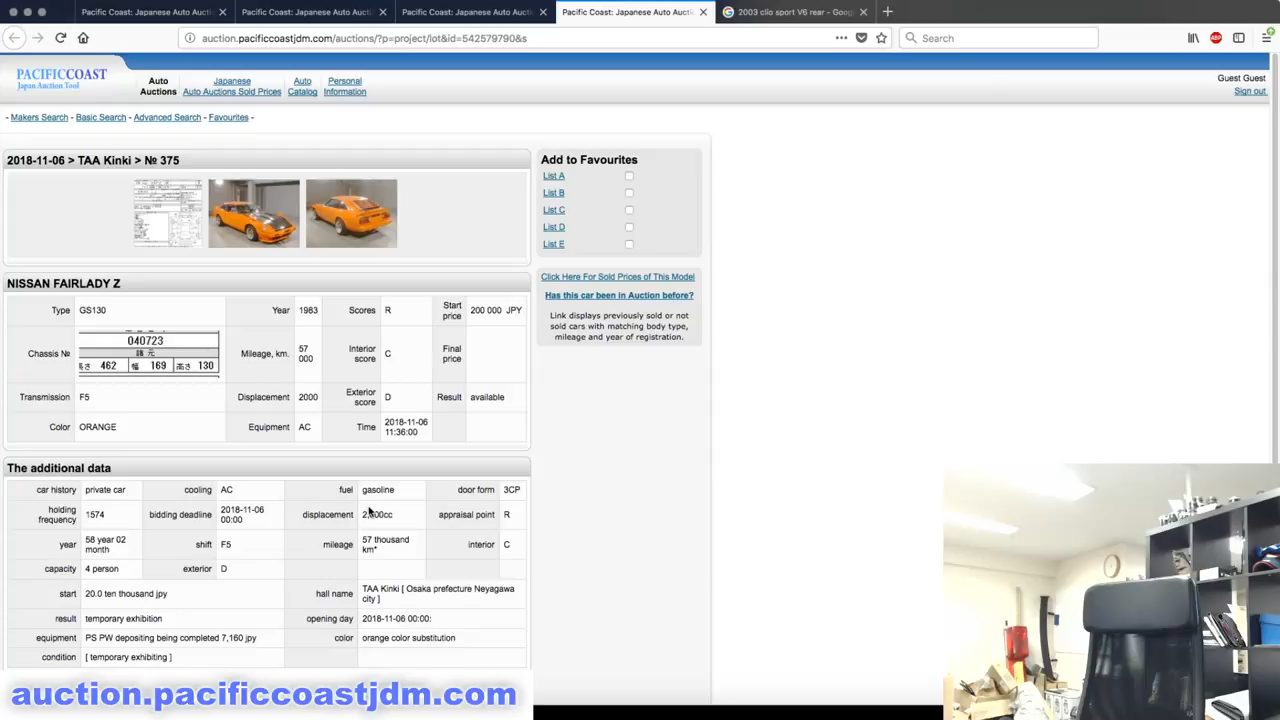 Pacific Coast: Japanese Auto Aucti
Pacific Coast: Japanese Auto Aucti
Pacific Coast: Japanese Auto Aucti
Pacific Coast: Japanese Auto Aucti
2003 clio sport V6 rear - Goog
auction.pacificcoastjdm.com/auctions/?p=project/lot&id=542579790&s
Search
ABP
PACIFICCOAST
Japan Auction Tool
Auto Auctions
Japanese Auto Auctions Sold Prices
Auto Catalog
Personal Information
Guest Guest
Sign out
- Makers Search - Basic Search - Advanced Search - Favourites -
2018-11-06 > TAA Kinki > № 375
NISSAN FAIRLADY Z
Type GS130 Year 1983 Scores R Start price 200 000 JPY
Chassis № 040723 Mileage, km. 57 000 Interior score C Final price
諸元
高さ 462 幅 169 高さ 130
Transmission F5 Displacement 2000 Exterior score D Result available
Color ORANGE Equipment AC Time 2018-11-06 11:36:00
The additional data
car history private car cooling AC fuel gasoline door form 3CP
holding frequency 1574 bidding deadline 2018-11-06 00:00 displacement 2,000cc appraisal point R
year 58 year 02 month shift F5 mileage 57 thousand km* interior C
capacity 4 person exterior D
start 20.0 ten thousand jpy hall name TAA Kinki [ Osaka prefecture Neyagawa city ]
result temporary exhibition opening day 2018-11-06 00:00:
equipment PS PW depositing being completed 7,160 jpy color orange color substitution
condition [ temporary exhibiting ]
Add to Favourites
List A
List B
List C
List D
List E
Click Here For Sold Prices of This Model
Has this car been in Auction before?
Link displays previously sold or not
sold cars with matching body type,
mileage and year of registration.
auction.pacificcoastjdm.com